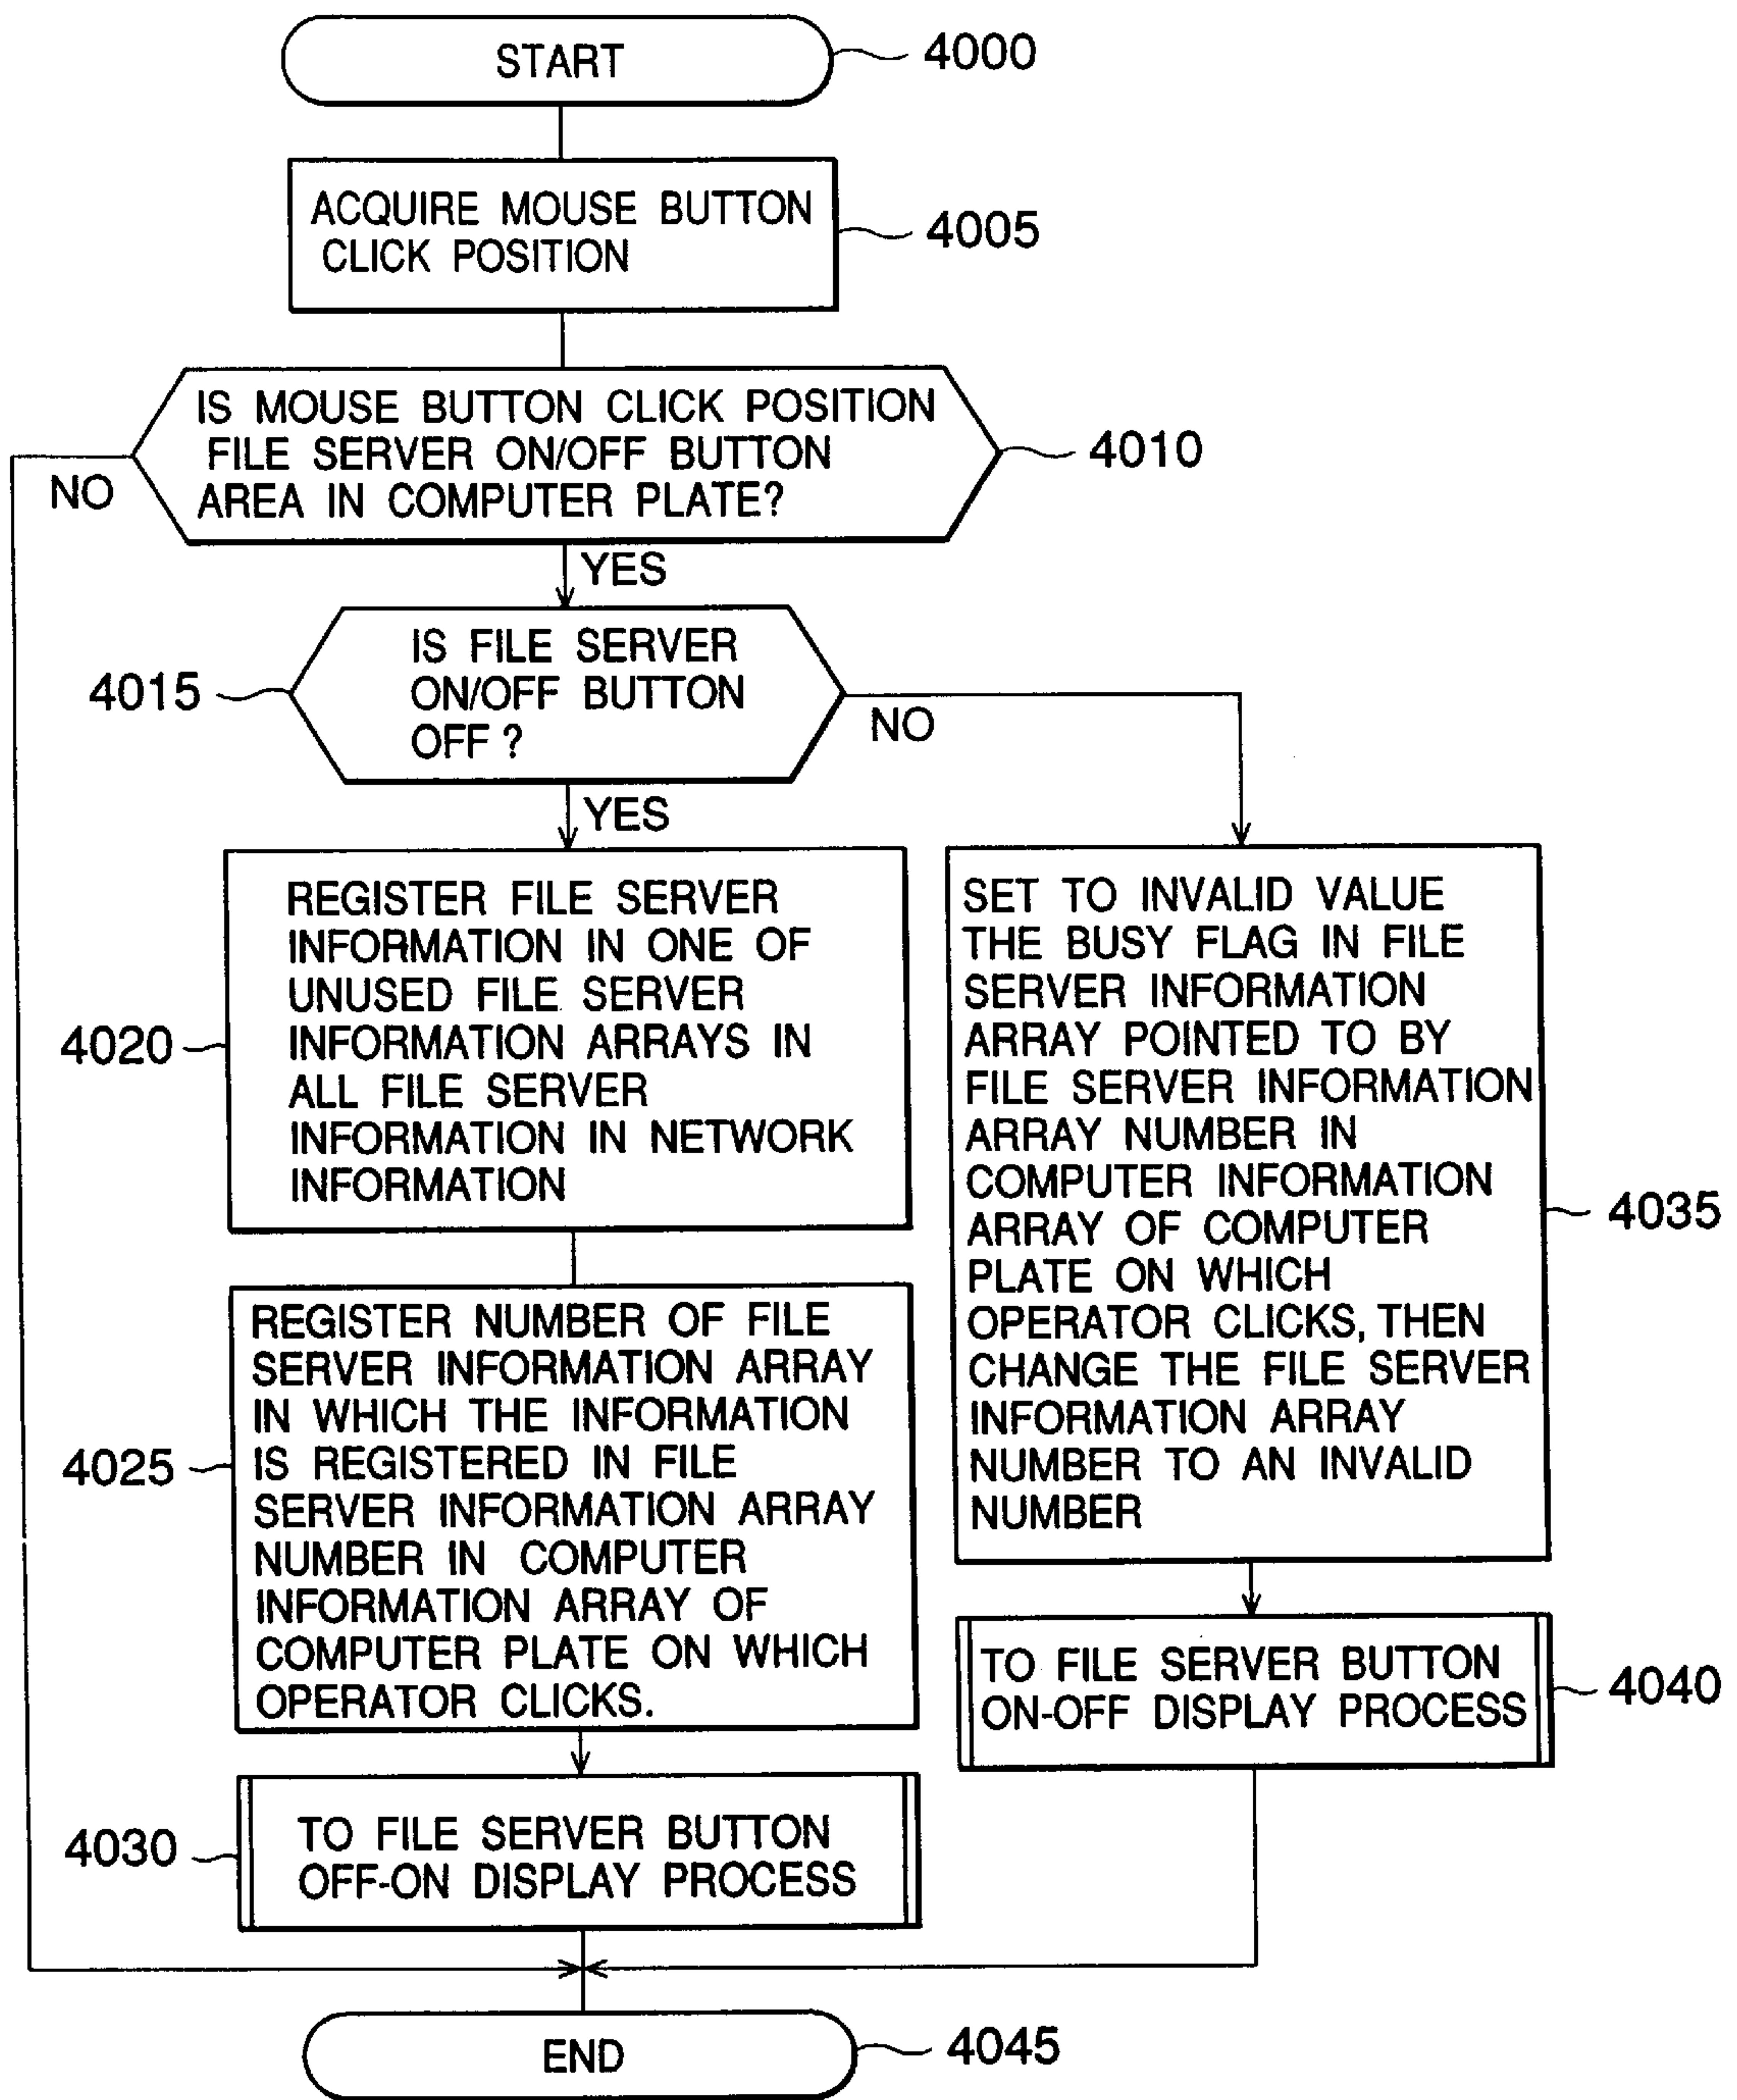 START
4000
ACQUIRE MOUSE BUTTON
CLICK POSITION
4005
IS MOUSE BUTTON CLICK POSITION
FILE SERVER ON/OFF BUTTON
AREA IN COMPUTER PLATE?
4010
NO
YES
IS FILE SERVER
ON/OFF BUTTON
OFF?
4015
NO
YES
REGISTER FILE SERVER
INFORMATION IN ONE OF
UNUSED FILE SERVER
INFORMATION ARRAYS IN
ALL FILE SERVER
INFORMATION IN NETWORK
INFORMATION
4020
REGISTER NUMBER OF FILE
SERVER INFORMATION ARRAY
IN WHICH THE INFORMATION
IS REGISTERED IN FILE
SERVER INFORMATION ARRAY
NUMBER IN COMPUTER
INFORMATION ARRAY OF
COMPUTER PLATE ON WHICH
OPERATOR CLICKS.
4025
TO FILE SERVER BUTTON
OFF-ON DISPLAY PROCESS
4030
SET TO INVALID VALUE
THE BUSY FLAG IN FILE
SERVER INFORMATION
ARRAY POINTED TO BY
FILE SERVER INFORMATION
ARRAY NUMBER IN
COMPUTER INFORMATION
ARRAY OF COMPUTER
PLATE ON WHICH
OPERATOR CLICKS, THEN
CHANGE THE FILE SERVER
INFORMATION ARRAY
NUMBER TO AN INVALID
NUMBER
4035
TO FILE SERVER BUTTON
ON-OFF DISPLAY PROCESS
4040
END
4045